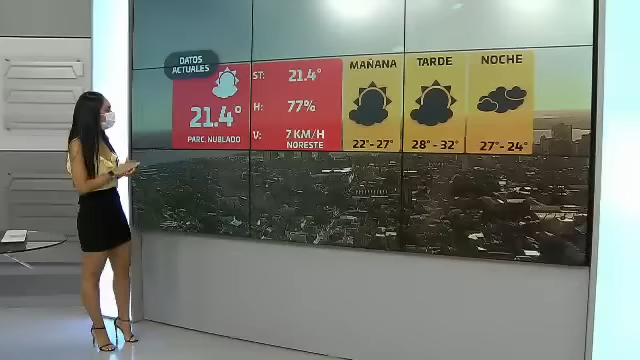 DATOS
ACTUALES
21.4°
PARC. NUBLADO
ST: 21.4°
H: 77%
V: 7 KM/H
NORESTE
MAÑANA
22°- 27°
TARDE
28° - 32°
NOCHE
27°- 24°